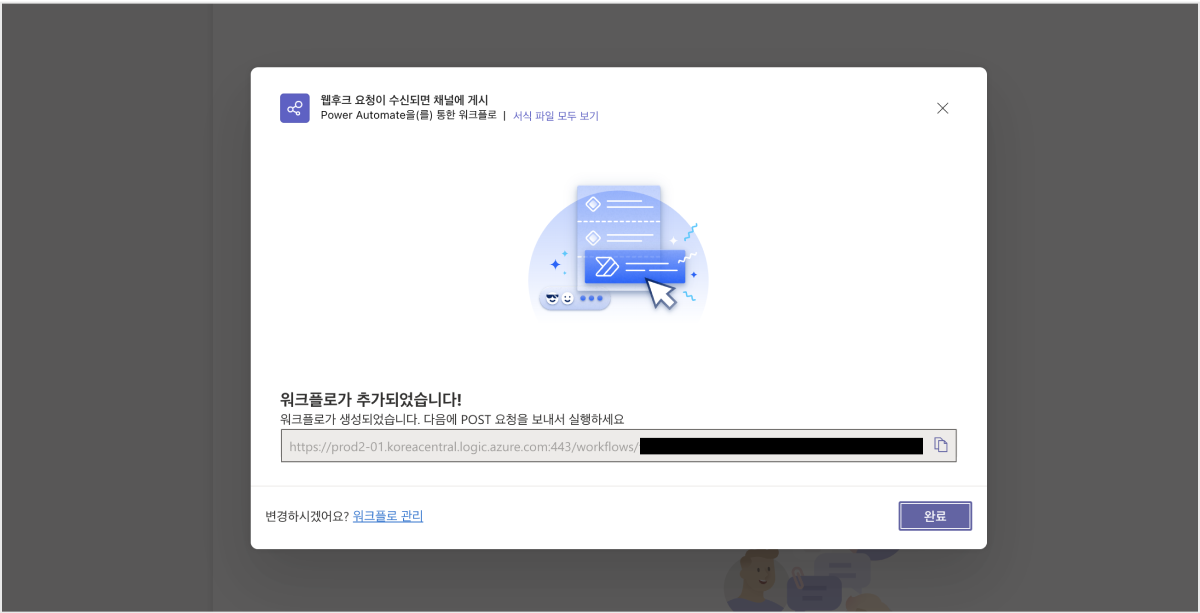 웹후크 요청이 수신되면 채널에 게시
Power Automate을(를) 통한 워크플로 | 서식 파일 모두 보기
워크플로가 추가되었습니다!
워크플로가 생성되었습니다. 다음에 POST 요청을 보내서 실행하세요
https://prod2-01.koreacentral.logic.azure.com:443/workflows/
변경하시겠어요? 워크플로 관리
완료